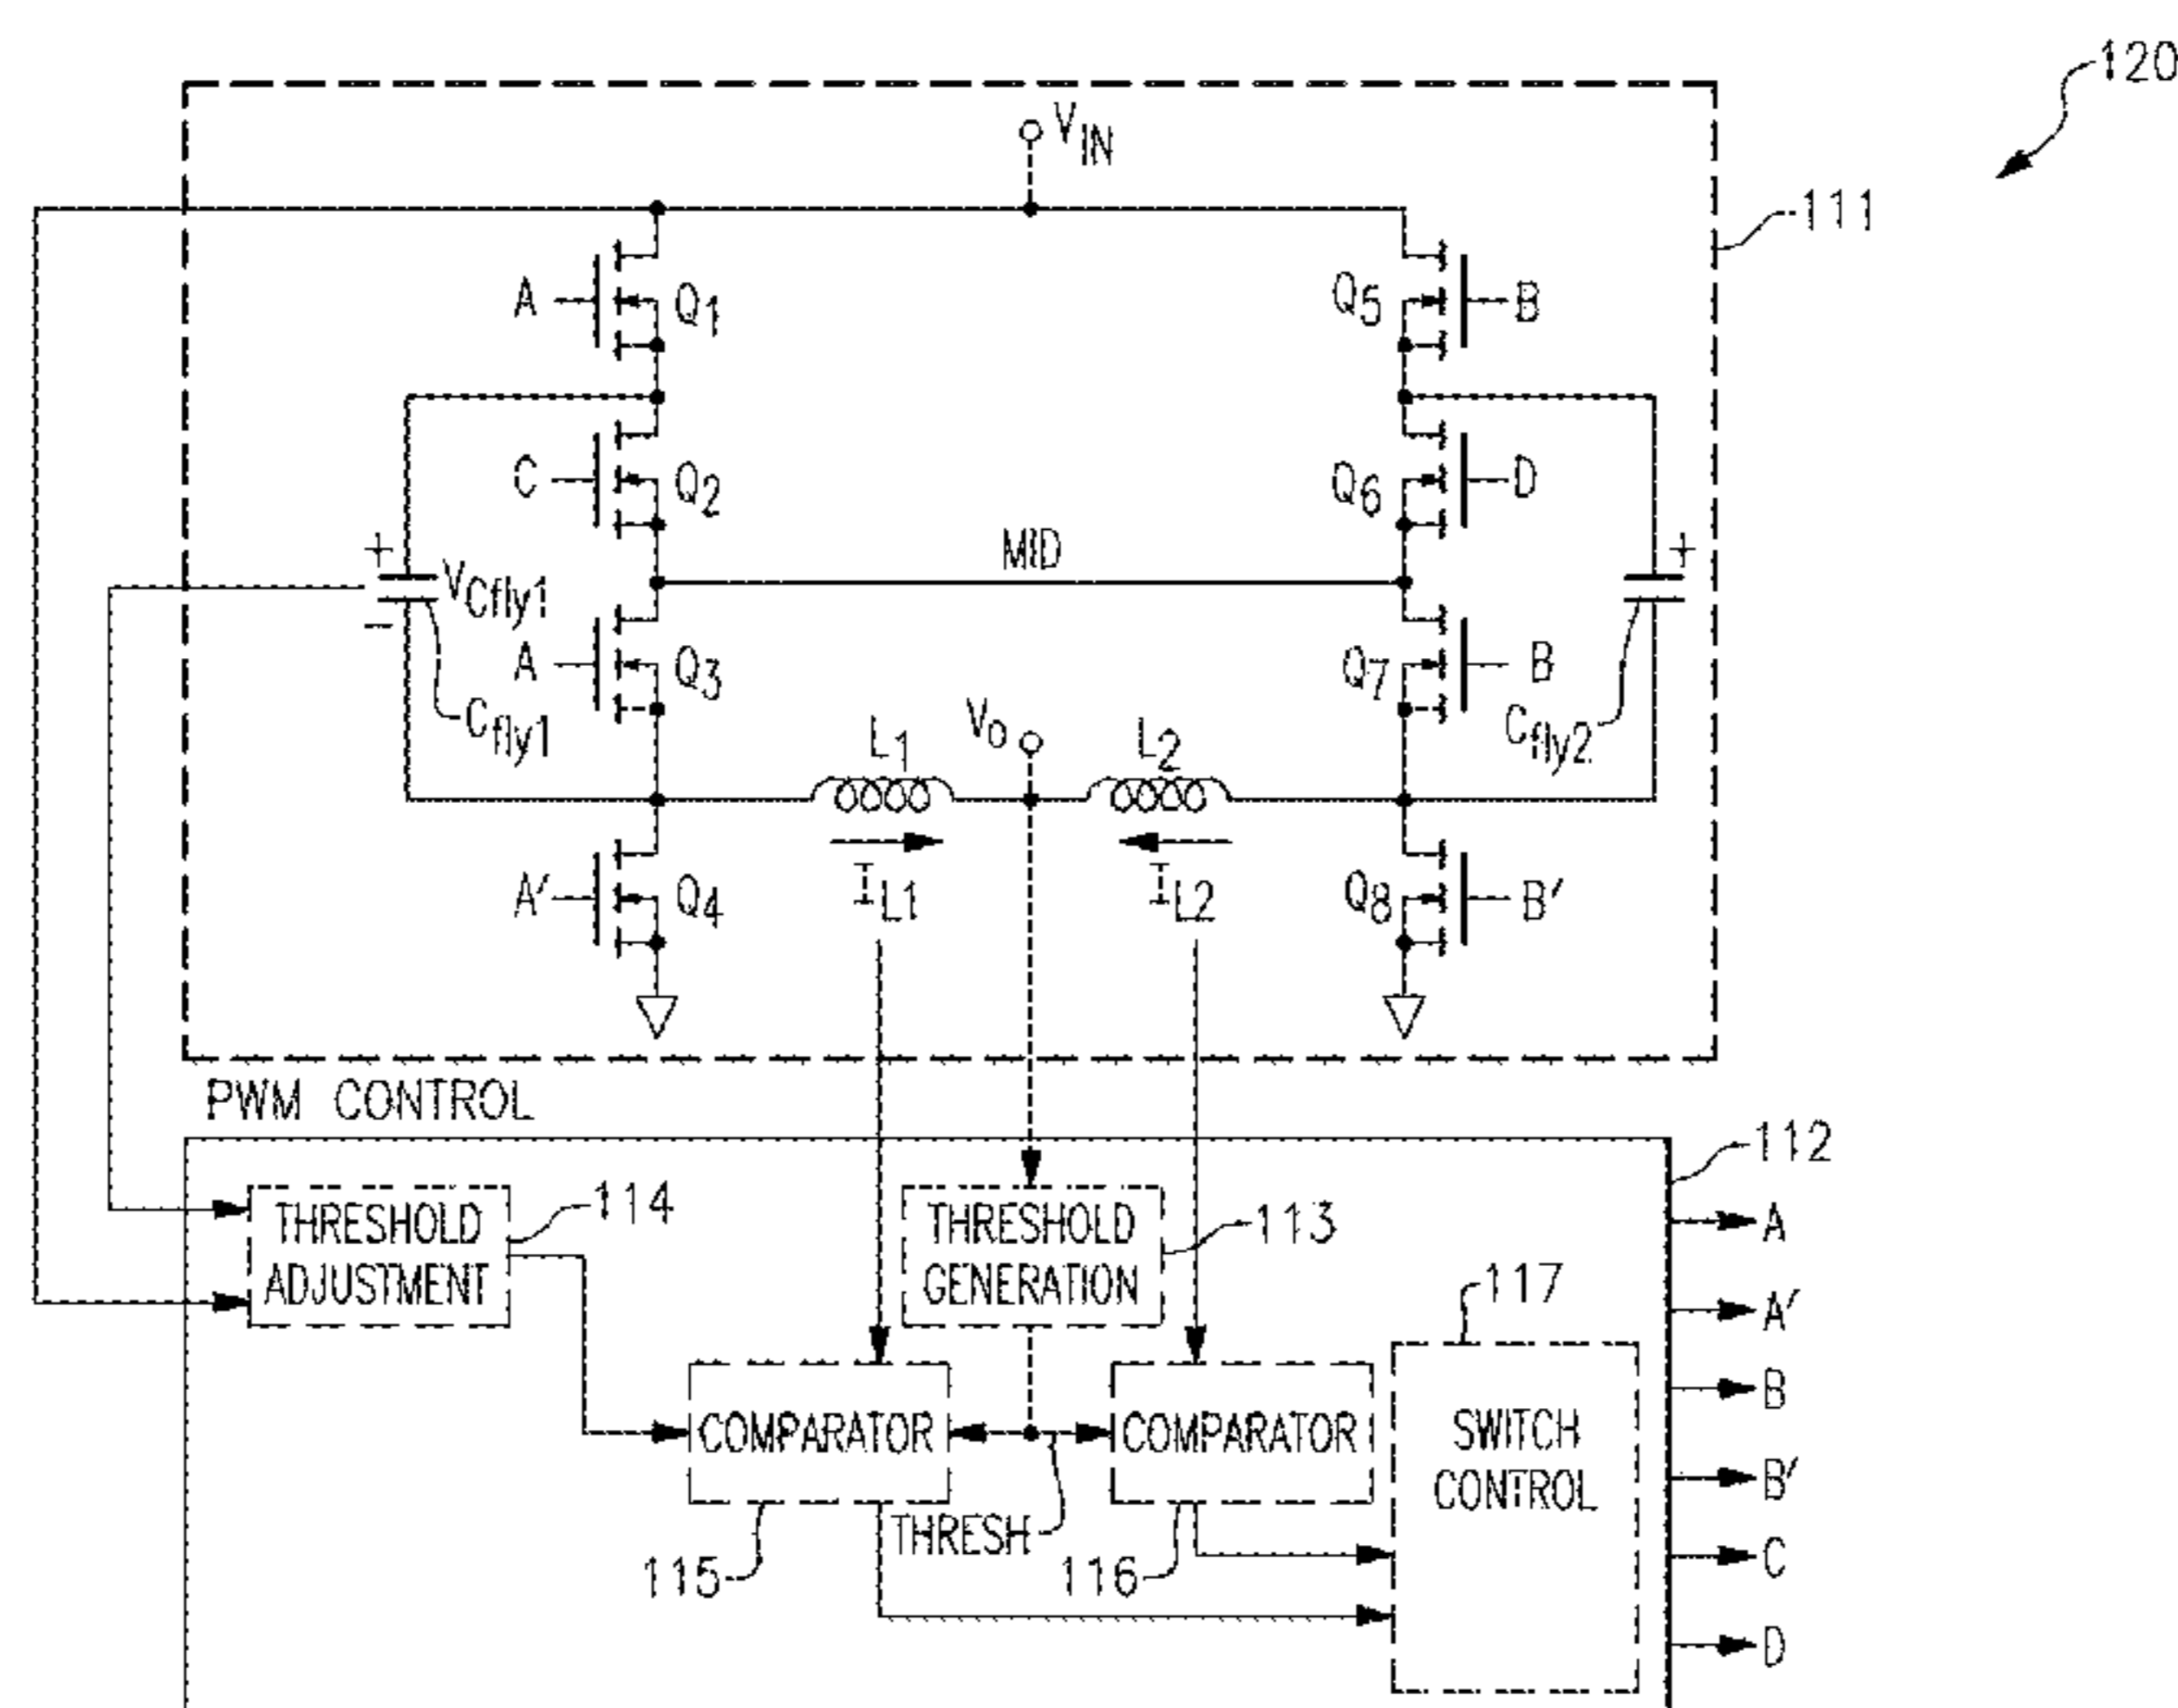 120
VIN
111
A Q1 Q5 B
C Q2 Q6 D
MID
+ VCfly1 +
−
A Q3 Q7 B
Cfly1 L1 Vo L2 Cfly2
A′ Q4 IL1 IL2 Q8 B′
PWM CONTROL
112
THRESHOLD
ADJUSTMENT
114
THRESHOLD
GENERATION
113
A
A′
117
B
COMPARATOR
COMPARATOR
SWITCH
CONTROL
B′
THRESH
115
116
C
D